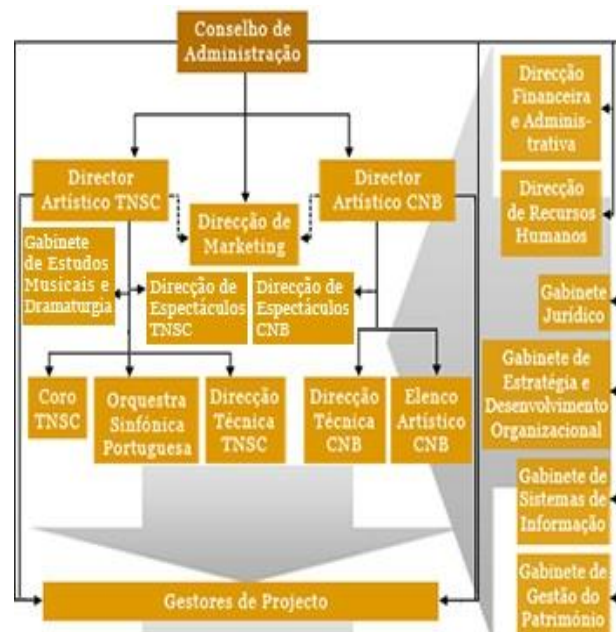 Conselho de
Administração
Direcção
Financeira
e Adminis-
trativa
Director
Artístico TNSC
Director
Artístico CNB
Direcção de
Marketing
Direcção
de Recursos
Humanos
Gabinete
de Estudos
Musicais e
Dramaturgia
Direcção de
Espectáculos
TNSC
Direcção de
Espectáculos
CNB
Gabinete
Jurídico
Coro
TNSC
Orquestra
Sinfónica
Portuguesa
Direcção
Técnica
TNSC
Direcção
Técnica
CNB
Elenco
Artístico
CNB
Gabinete de
Estratégia e
Desenvolvimento
Organizacional
Gabinete de
Sistemas de
Informação
Gestores de Projecto
Gabinete de
Gestão do
Património